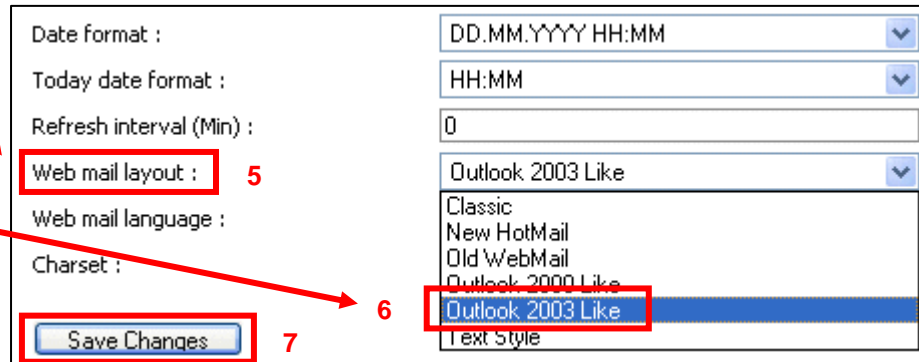 Date format : DD.MM.YYYY HH:MM
Today date format : HH:MM
Refresh interval (Min) : 0
Web mail layout : 5 Outlook 2003 Like
Classic
Web mail language : New HotMail
Old WebMail
Charset : Outlook 2000 Like
6 Outlook 2003 Like
Save Changes 7 Text Style